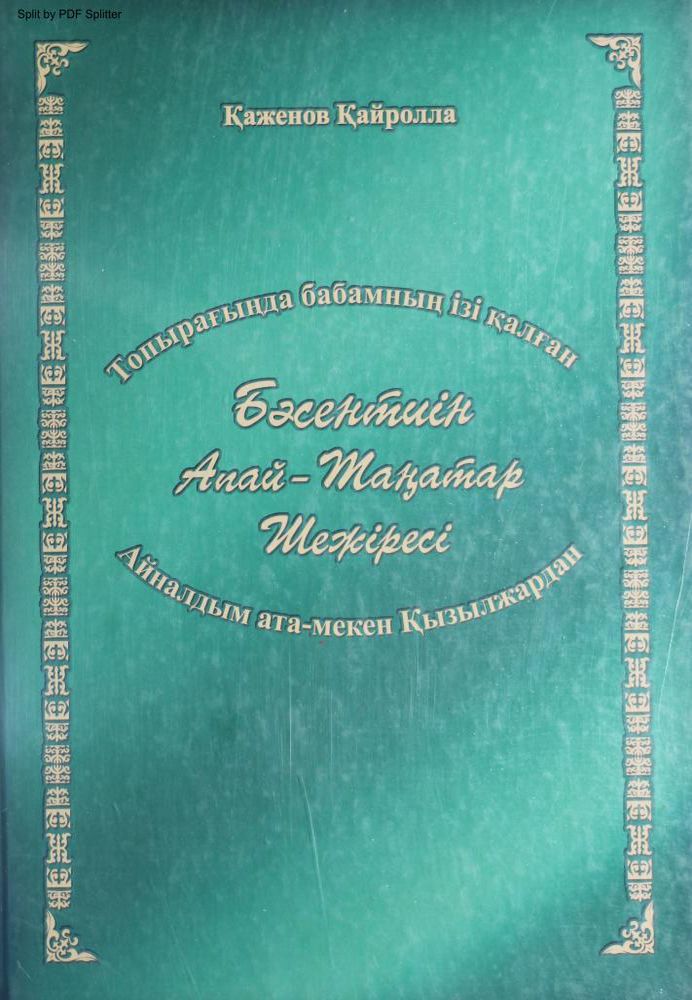 Split by PDF Splitter
Қаженов Қайролла
Топырағында бабамның ізі қалған
Бәсентиін
Апай-Таңатар
Шежіресі
Айналдым ата-мекен Қызылжардан